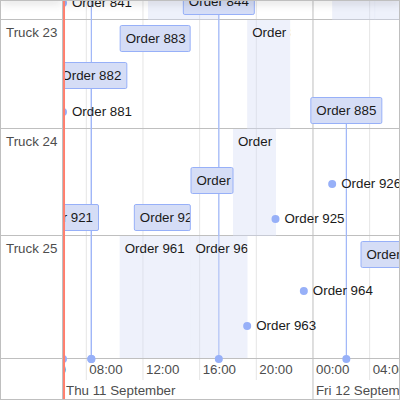 Order 841
Order 844
Truck 23
Order 883
Order
Order 882
Order 881
Order 885
Truck 24
Order
Order
Order 926
r 921
Order 92
Order 925
Truck 25
Order 961
Order 96
Order
Order 964
Order 963
08:00
12:00
16:00
20:00
00:00
04:0
Thu 11 September
Fri 12 Septem